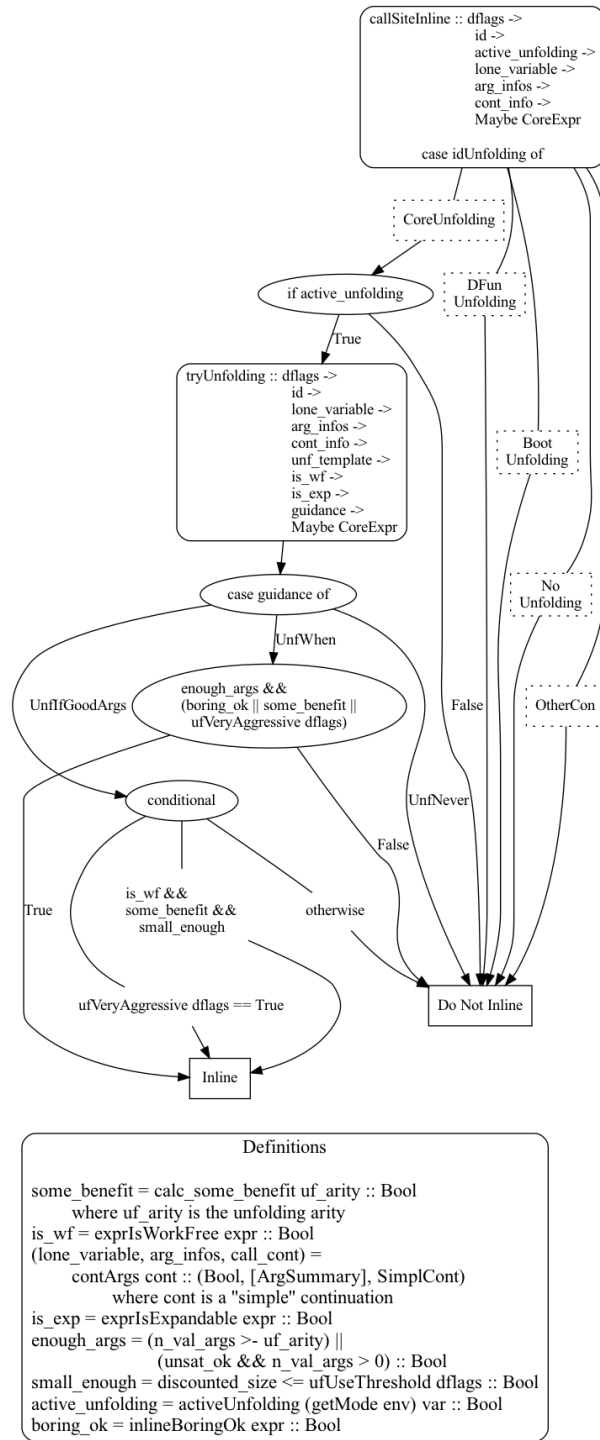 callSiteInline :: dflags ->
id ->
active_unfolding ->
lone_variable ->
arg_infos ->
cont_info ->
Maybe CoreExpr
case idUnfolding of
CoreUnfolding
DFun
Unfolding
if active_unfolding
True
tryUnfolding :: dflags ->
id ->
lone_variable ->
arg_infos ->
cont_info ->
unf_template ->
is_wf ->
is_exp ->
guidance ->
Maybe CoreExpr
Boot
Unfolding
No
Unfolding
case guidance of
UnfWhen
UnfIfGoodArgs
enough_args &&
(boring_ok || some_benefit ||
ufVeryAggressive dflags)
False
OtherCon
conditional
UnfNever
False
is_wf &&
some_benefit &&
small_enough
True
otherwise
ufVeryAggressive dflags == True
Do Not Inline
Inline
Definitions
some_benefit = calc_some_benefit uf_arity :: Bool
where uf_arity is the unfolding arity
is_wf = exprIsWorkFree expr :: Bool
(lone_variable, arg_infos, call_cont) =
contArgs cont :: (Bool, [ArgSummary], SimplCont)
where cont is a "simple" continuation
is_exp = exprIsExpandable expr :: Bool
enough_args = (n_val_args >- uf_arity) ||
(unsat_ok && n_val_args > 0) :: Bool
small_enough = discounted_size <= ufUseThreshold dflags :: Bool
active_unfolding = activeUnfolding (getMode env) var :: Bool
boring_ok = inlineBoringOk expr :: Bool